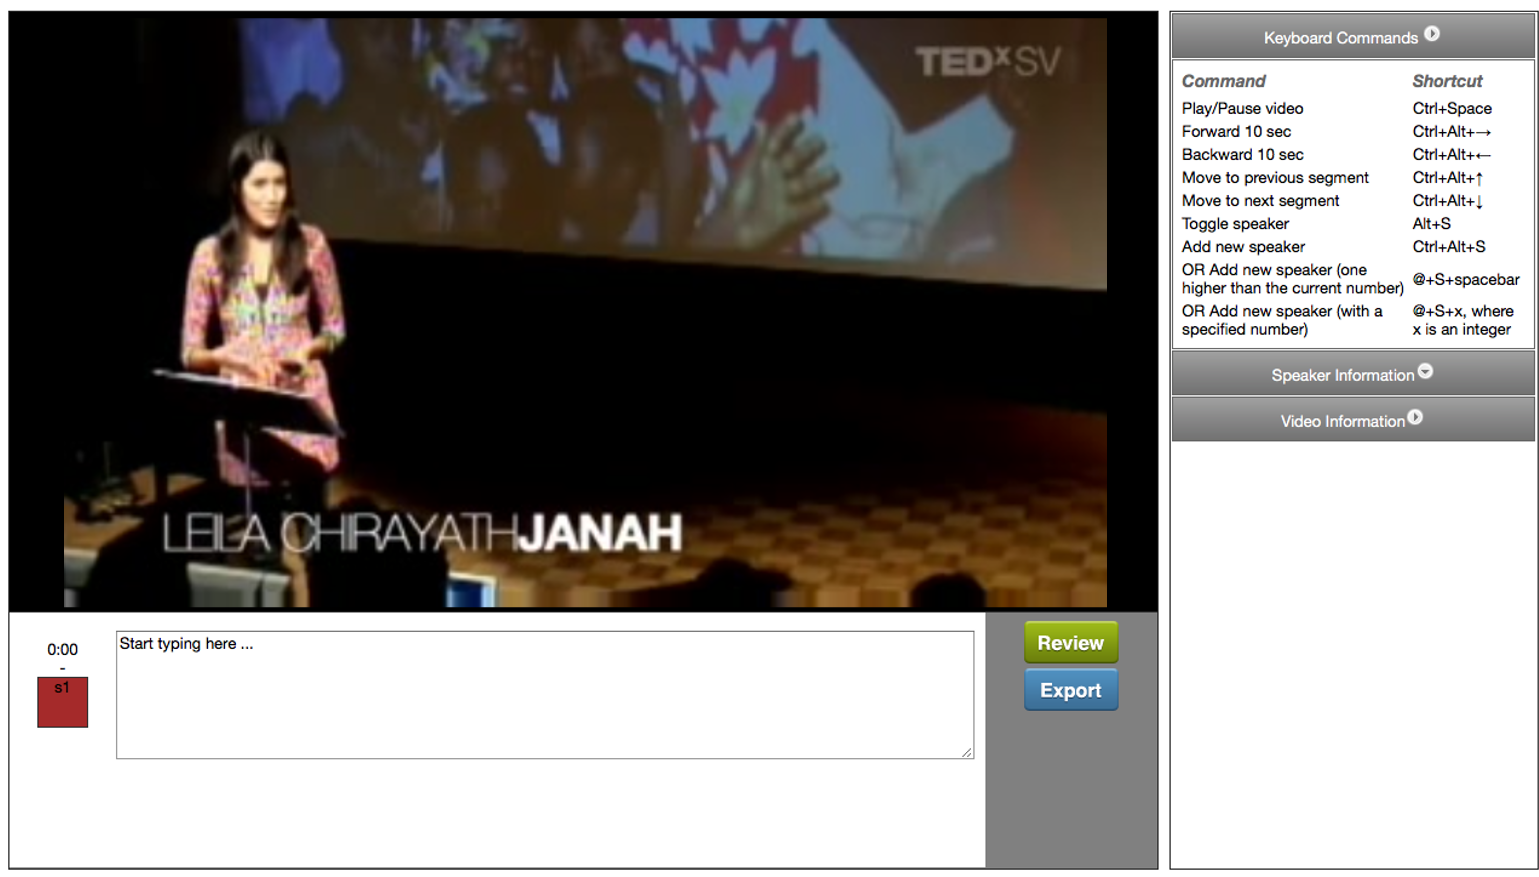 TEDxSV
LEILA CHIRAYATH JANAH
0:00
-
s1
Start typing here ...
Review
Export
Keyboard Commands
Command Shortcut
Play/Pause video Ctrl+Space
Forward 10 sec Ctrl+Alt+→
Backward 10 sec Ctrl+Alt+←
Move to previous segment Ctrl+Alt+↑
Move to next segment Ctrl+Alt+↓
Toggle speaker Alt+S
Add new speaker Ctrl+Alt+S
OR Add new speaker (one
higher than the current number) @+S+spacebar
OR Add new speaker (with a @+S+x, where
specified number) x is an integer
Speaker Information
Video Information